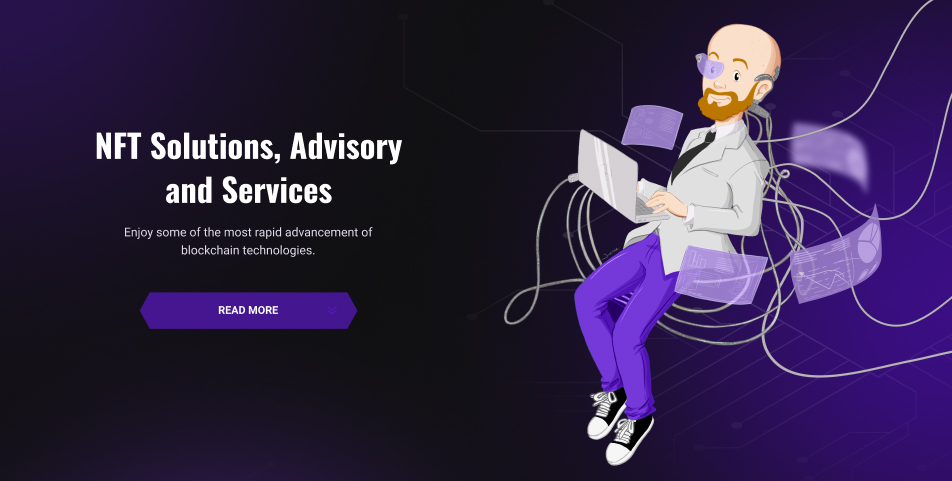 NFT Solutions, Advisory
and Services
Enjoy some of the most rapid advancement of
blockchain technologies.
READ MORE